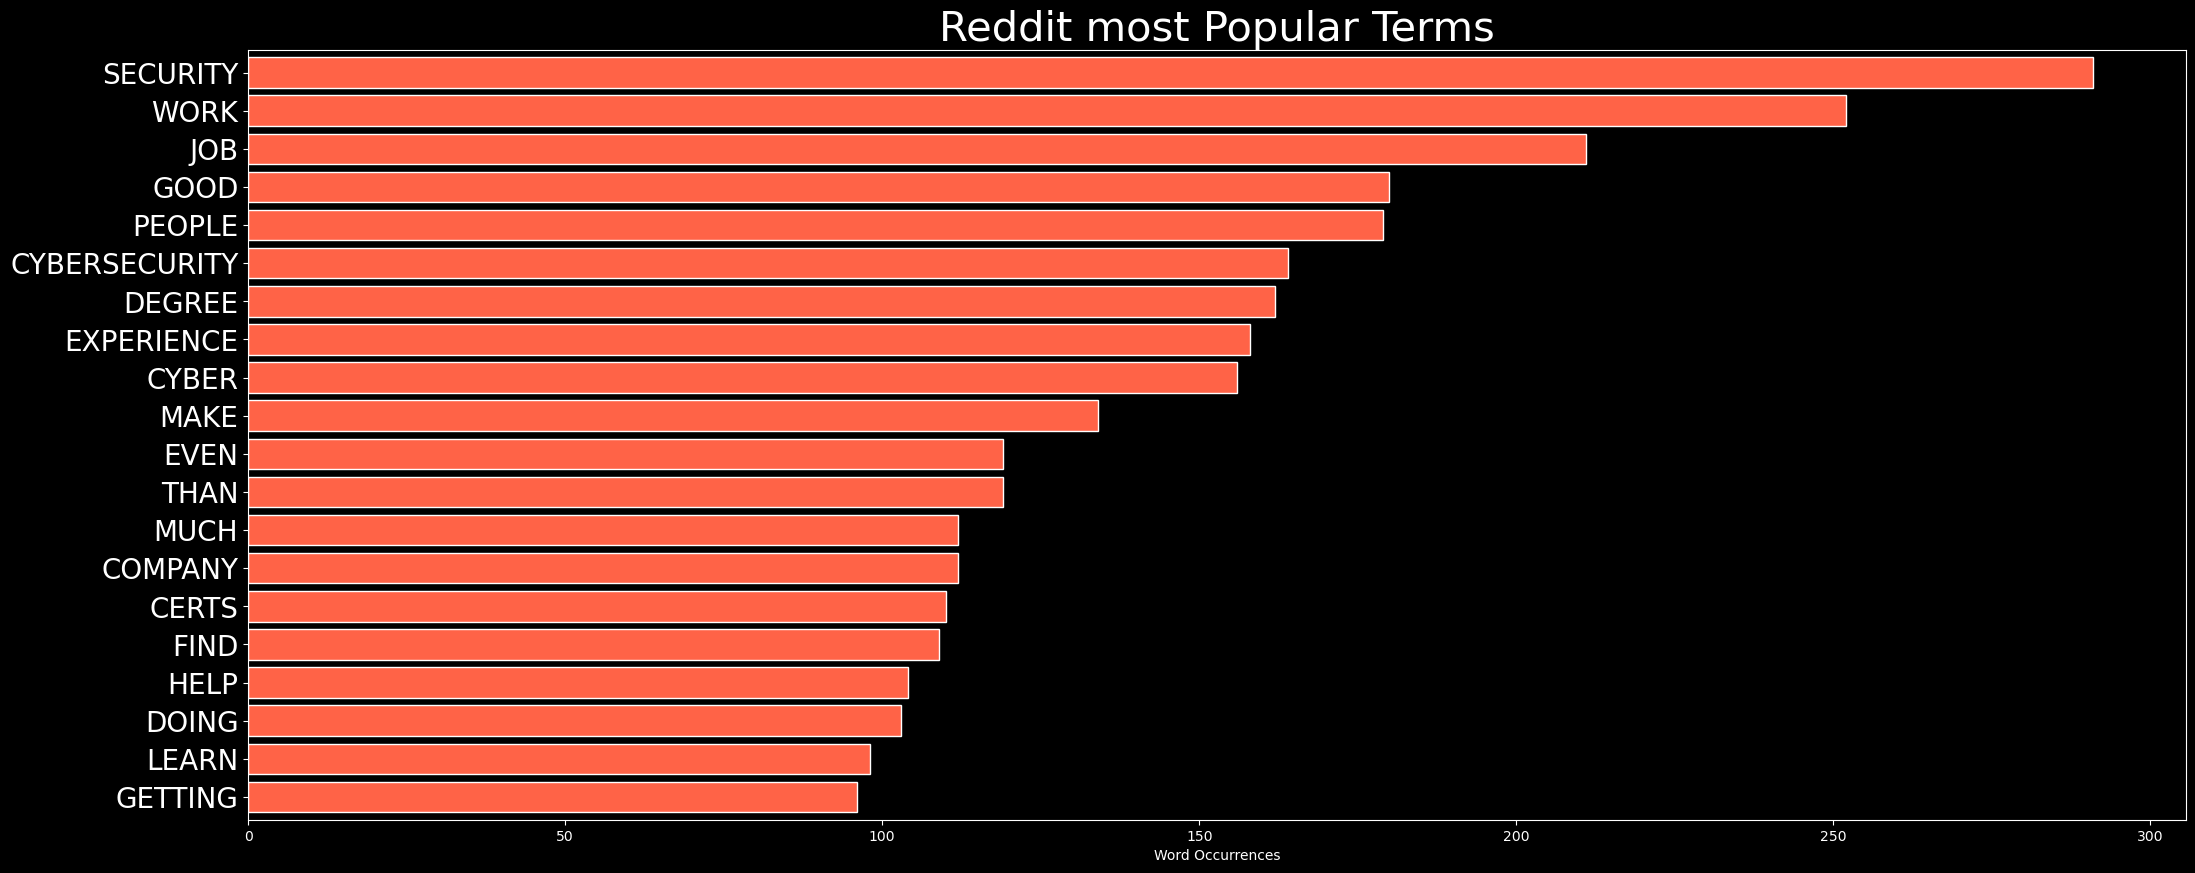 Reddit most Popular Terms
SECURITY
WORK
JOB
GOOD
PEOPLE
CYBERSECURITY
DEGREE
EXPERIENCE
CYBER
MAKE
EVEN
THAN
MUCH
COMPANY
CERTS
FIND
HELP
DOING
LEARN
GETTING
0 50 100 150 200 250 300
Word Occurrences